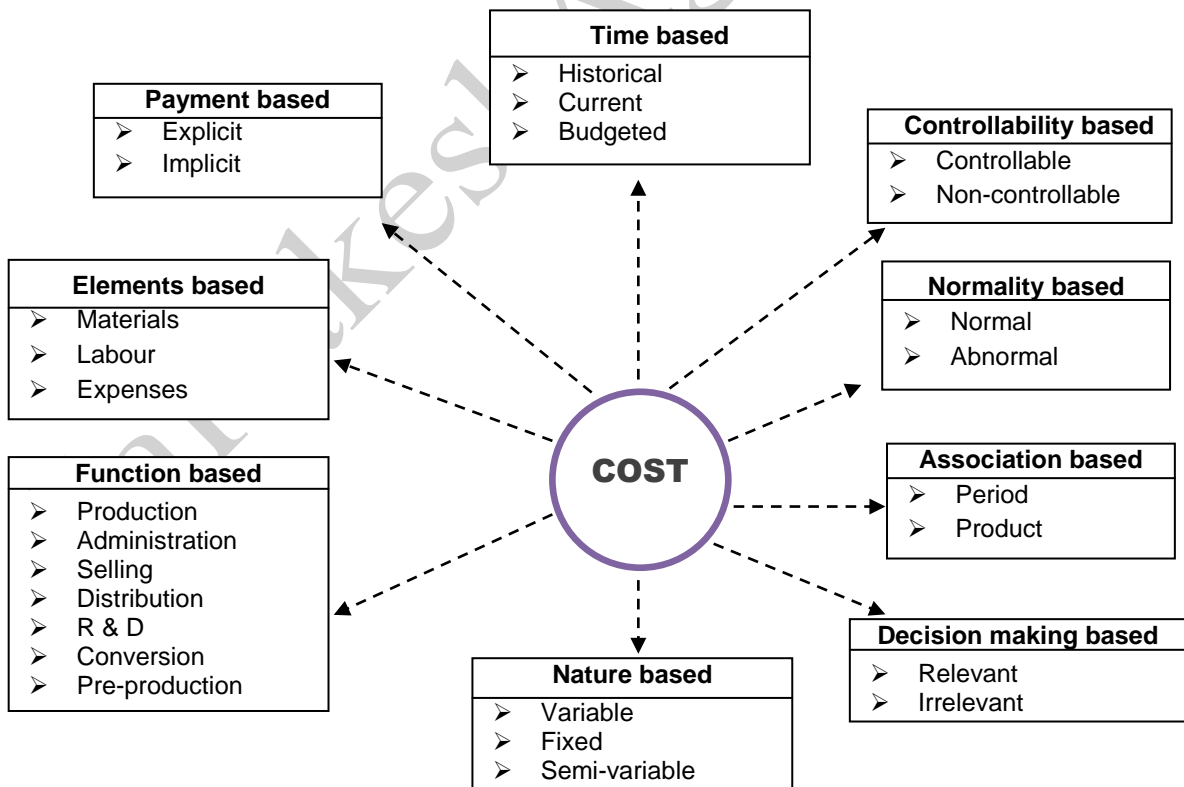 Time based
Historical
Current
Budgeted
Payment based
Explicit
Implicit
Controllability based
Controllable
Non-controllable
Elements based
Materials
Labour
Expenses
Normality based
Normal
Abnormal
COST
Function based
Production
Administration
Selling
Distribution
R & D
Conversion
Pre-production
Association based
Period
Product
Decision making based
Relevant
Irrelevant
Nature based
Variable
Fixed
Semi-variable